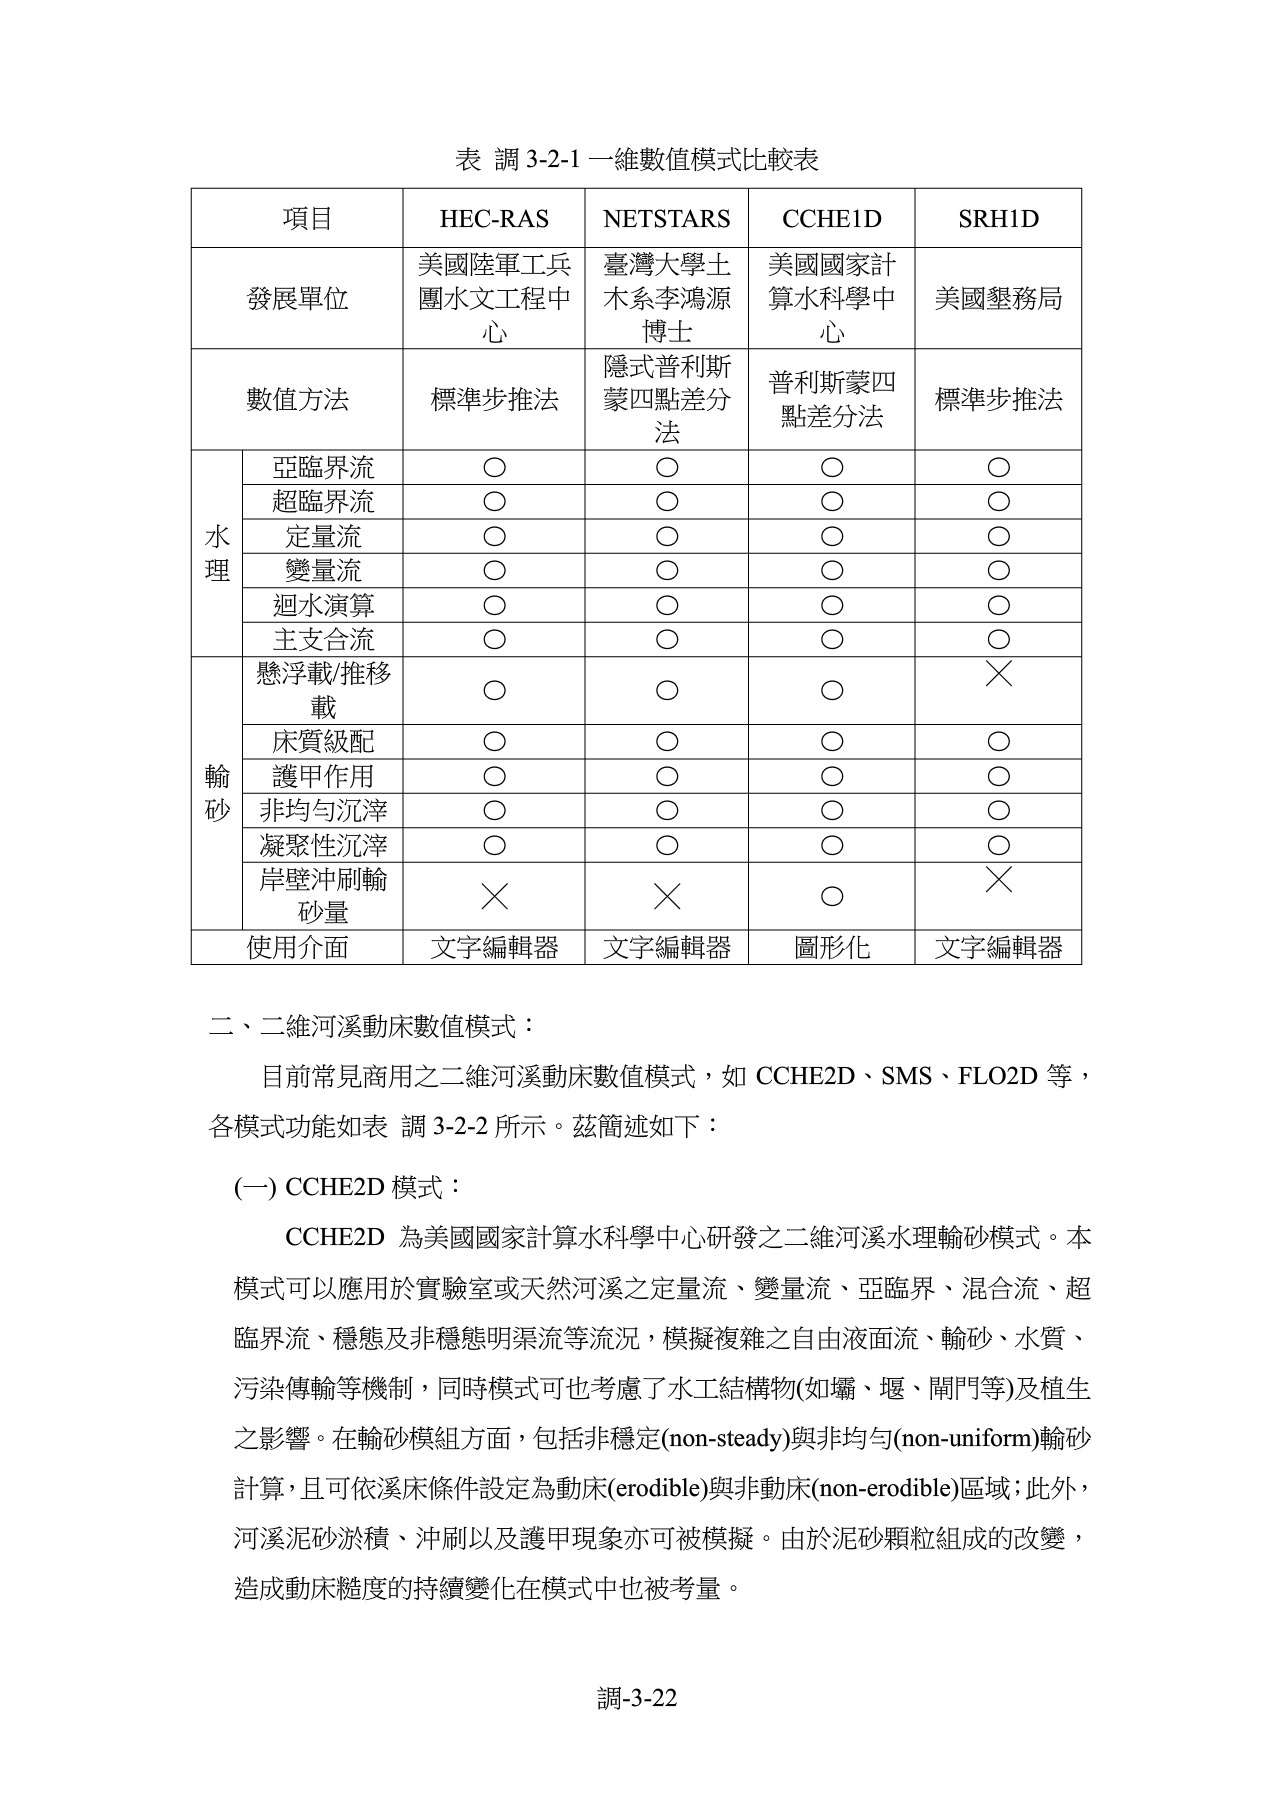 表 調 3-2-1 一維數值模式比較表
項目 HEC-RAS NETSTARS CCHE1D SRH1D
發展單位 美國陸軍工兵團水文工程中心 臺灣大學土木系李鴻源博士 美國國家計算水科學中心 美國墾務局
數值方法 標準步推法 隱式普利斯蒙四點差分法 普利斯蒙四點差分法 標準步推法
水理
亞臨界流 ○ ○ ○ ○
超臨界流 ○ ○ ○ ○
定量流 ○ ○ ○ ○
變量流 ○ ○ ○ ○
迴水演算 ○ ○ ○ ○
主支合流 ○ ○ ○ ○
輸砂
懸浮載/推移載 ○ ○ ○ ╳
床質級配 ○ ○ ○ ○
護甲作用 ○ ○ ○ ○
非均勻沉滓 ○ ○ ○ ○
凝聚性沉滓 ○ ○ ○ ○
岸壁沖刷輸砂量 ╳ ╳ ○ ╳
使用介面 文字編輯器 文字編輯器 圖形化 文字編輯器
二、二維河溪動床數值模式：
目前常見商用之二維河溪動床數值模式，如 CCHE2D、SMS、FLO2D 等，
各模式功能如表 調 3-2-2 所示。茲簡述如下：
(一) CCHE2D 模式：
CCHE2D 為美國國家計算水科學中心研發之二維河溪水理輸砂模式。本
模式可以應用於實驗室或天然河溪之定量流、變量流、亞臨界、混合流、超
臨界流、穩態及非穩態明渠流等流況，模擬複雜之自由液面流、輸砂、水質、
污染傳輸等機制，同時模式可也考慮了水工結構物(如壩、堰、閘門等)及植生
之影響。在輸砂模組方面，包括非穩定(non-steady)與非均勻(non-uniform)輸砂
計算，且可依溪床條件設定為動床(erodible)與非動床(non-erodible)區域；此外，
河溪泥砂淤積、沖刷以及護甲現象亦可被模擬。由於泥砂顆粒組成的改變，
造成動床糙度的持續變化在模式中也被考量。
調-3-22